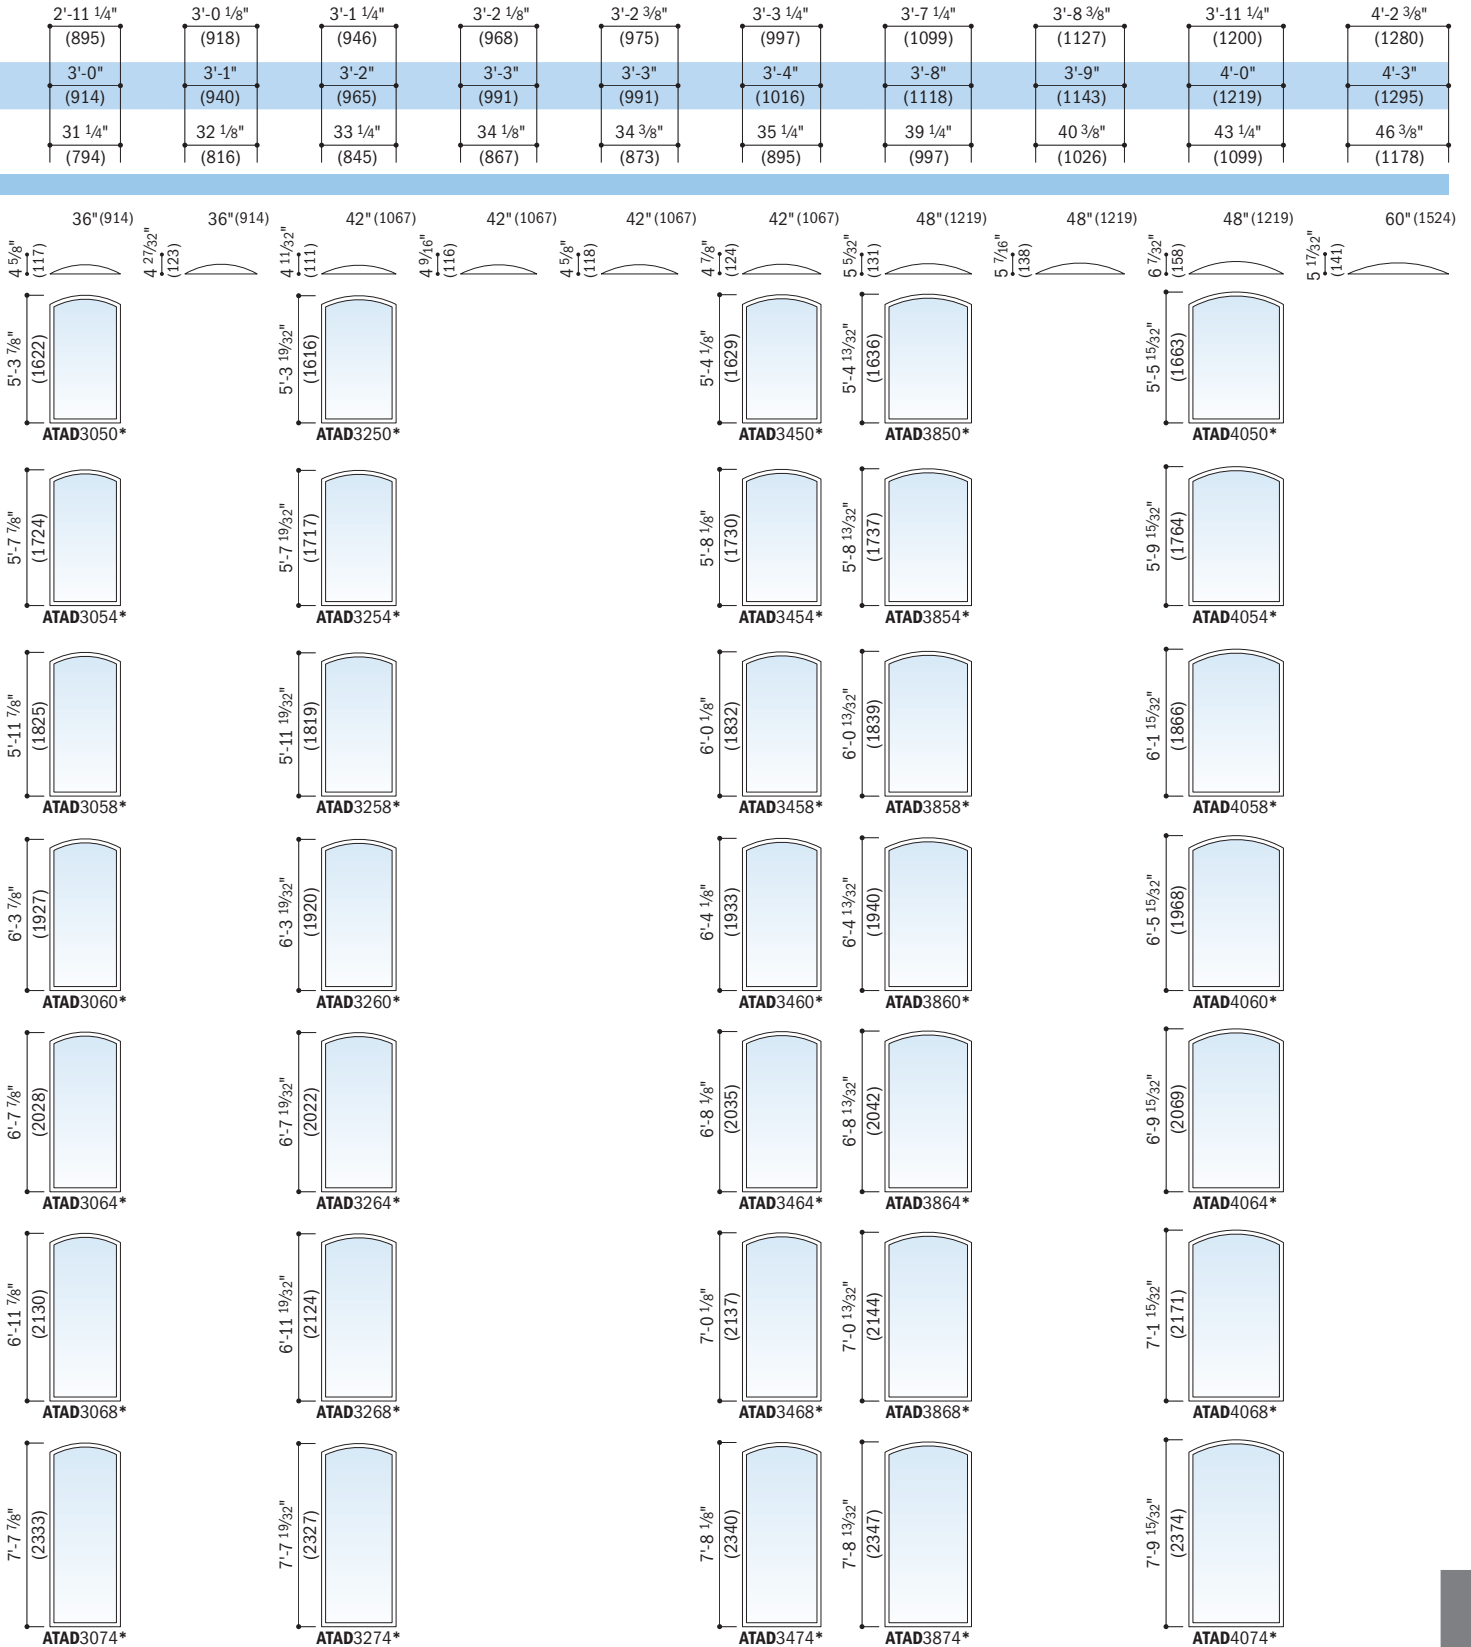 2'-11 1/4" 3'-0 1/8" 3'-1 1/4" 3'-2 1/8" 3'-2 3/8" 3'-3 1/4" 3'-7 1/4" 3'-8 3/8" 3'-11 1/4" 4'-2 3/8"
(895) (918) (946) (968) (975) (997) (1099) (1127) (1200) (1280)
3'-0" 3'-1" 3'-2" 3'-3" 3'-3" 3'-4" 3'-8" 3'-9" 4'-0" 4'-3"
(914) (940) (965) (991) (991) (1016) (1118) (1143) (1219) (1295)
31 1/4" 32 1/8" 33 1/4" 34 1/8" 34 3/8" 35 1/4" 39 1/4" 40 3/8" 43 1/4" 46 3/8"
(794) (816) (845) (867) (873) (895) (997) (1026) (1099) (1178)
36"(914) 36"(914) 42"(1067) 42"(1067) 42"(1067) 42"(1067) 48"(1219) 48"(1219) 48"(1219) 60"(1524)
4 5/8" 4 27/32" 4 11/32" 4 9/16" 4 5/8" 4 7/8" 5 5/32" 5 7/16" 6 7/32" 5 17/32"
(117) (123) (111) (116) (118) (124) (131) (138) (158) (141)
5'-3 7/8" 5'-3 19/32" 5'-4 1/8" 5'-4 13/32" 5'-5 15/32"
(1622) (1616) (1629) (1636) (1663)
ATAD3050* ATAD3250* ATAD3450* ATAD3850* ATAD4050*
5'-7 7/8" 5'-7 19/32" 5'-8 1/8" 5'-8 13/32" 5'-9 15/32"
(1724) (1717) (1730) (1737) (1764)
ATAD3054* ATAD3254* ATAD3454* ATAD3854* ATAD4054*
5'-11 7/8" 5'-11 19/32" 6'-0 1/8" 6'-0 13/32" 6'-1 15/32"
(1825) (1819) (1832) (1839) (1866)
ATAD3058* ATAD3258* ATAD3458* ATAD3858* ATAD4058*
6'-3 7/8" 6'-3 19/32" 6'-4 1/8" 6'-4 13/32" 6'-5 15/32"
(1927) (1920) (1933) (1940) (1968)
ATAD3060* ATAD3260* ATAD3460* ATAD3860* ATAD4060*
6'-7 7/8" 6'-7 19/32" 6'-8 1/8" 6'-8 13/32" 6'-9 15/32"
(2028) (2022) (2035) (2042) (2069)
ATAD3064* ATAD3264* ATAD3464* ATAD3864* ATAD4064*
6'-11 7/8" 6'-11 19/32" 7'-0 1/8" 7'-0 13/32" 7'-1 15/32"
(2130) (2124) (2137) (2144) (2171)
ATAD3068* ATAD3268* ATAD3468* ATAD3868* ATAD4068*
7'-7 7/8" 7'-7 19/32" 7'-8 1/8" 7'-8 13/32" 7'-9 15/32"
(2333) (2327) (2340) (2347) (2374)
ATAD3074* ATAD3274* ATAD3474* ATAD3874* ATAD4074*